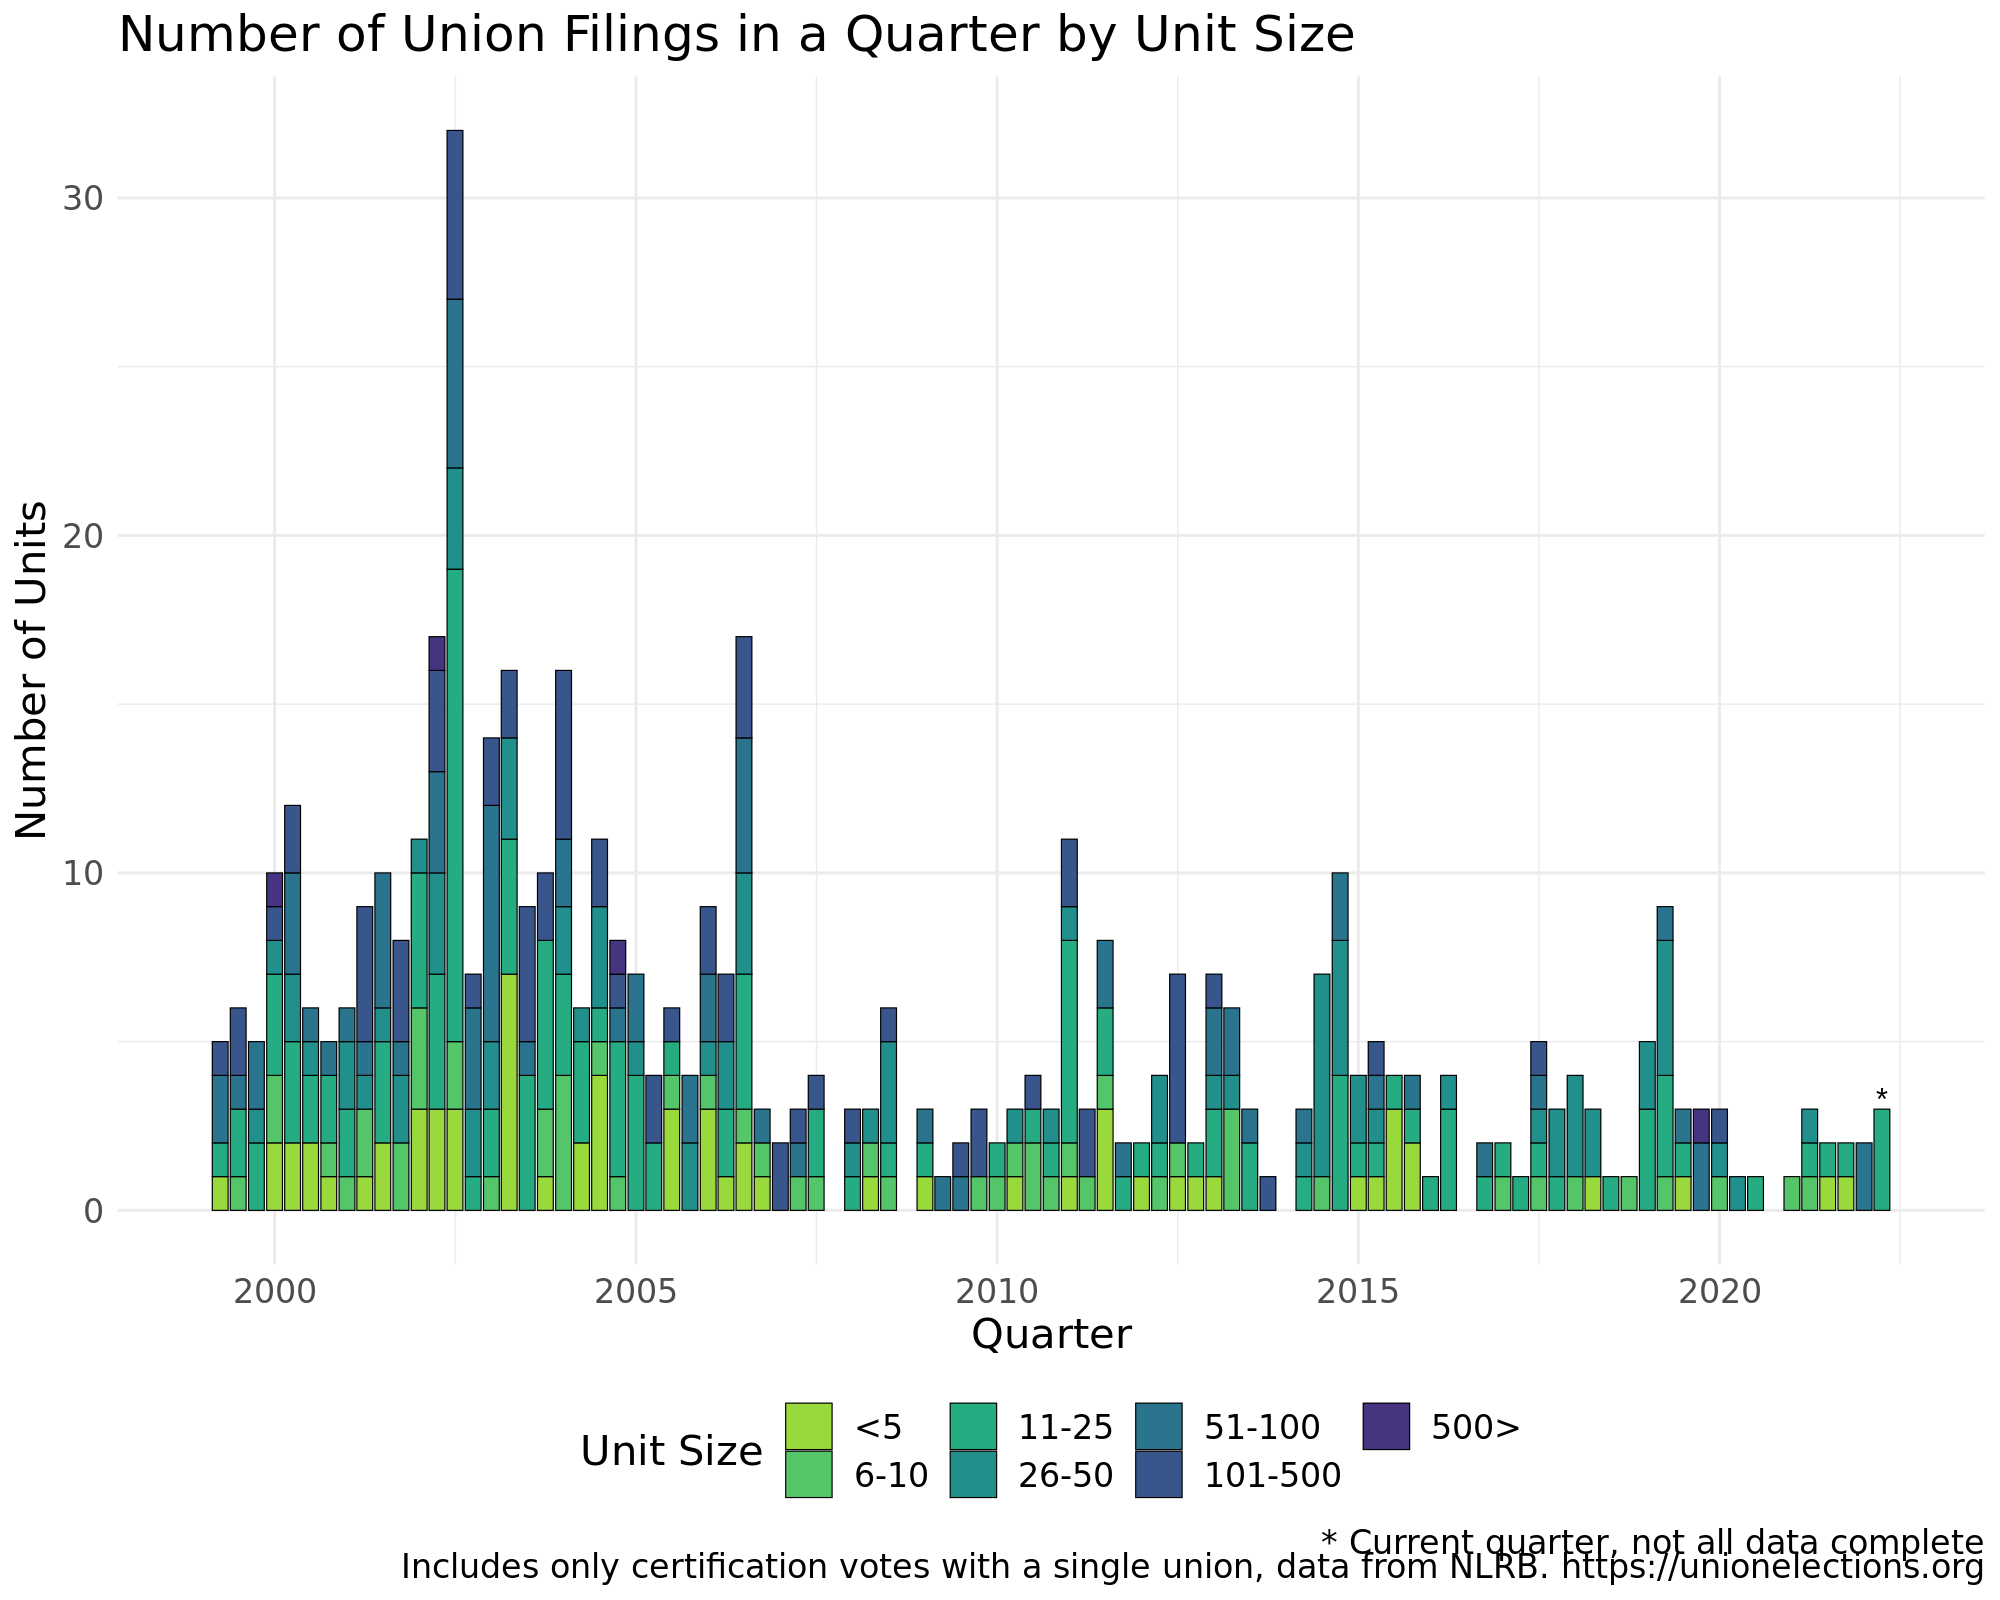 Number of Union Filings in a Quarter by Unit Size
Number of Units
30
20
10
0
*
2000 2005 2010 2015 2020
Quarter
Unit Size
<5 11-25 51-100 500>
6-10 26-50 101-500
* Current quarter, not all data complete
Includes only certification votes with a single union, data from NLRB. https://unionelections.org